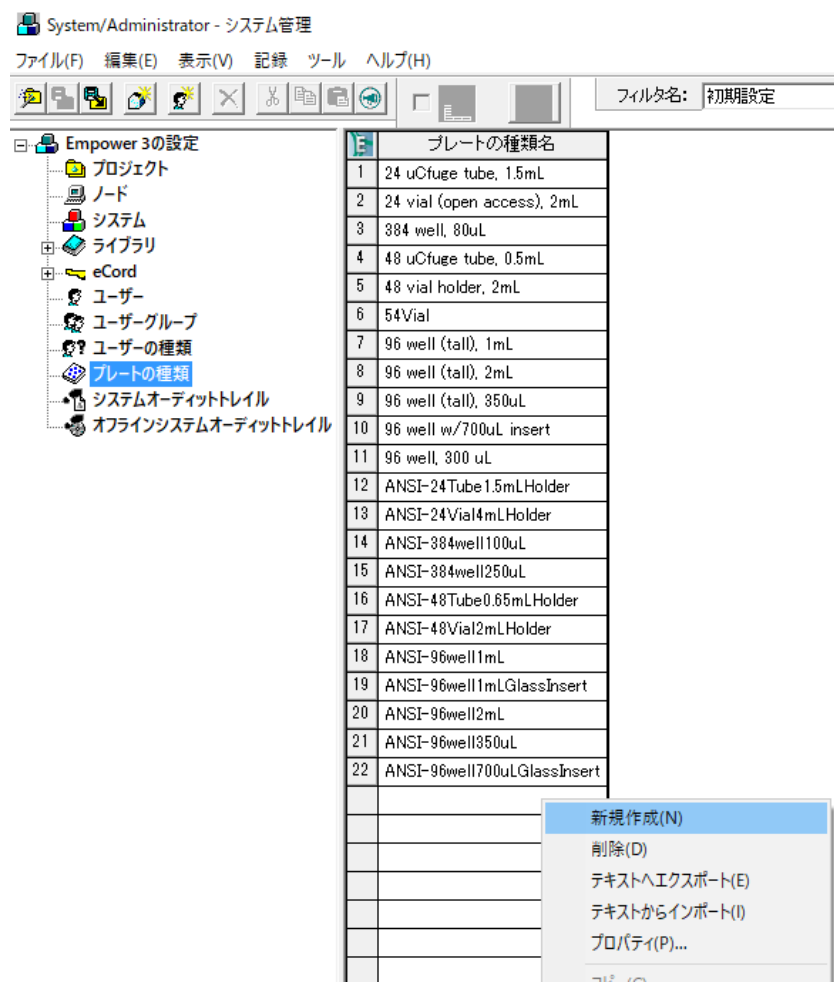 System/Administrator - システム管理
ファイル(F) 編集(E) 表示(V) 記録 ツール ヘルプ(H)
フィルタ名: 初期設定
Empower 3の設定
プロジェクト
ノード
システム
ライブラリ
eCord
ユーザー
ユーザーグループ
ユーザーの種類
プレートの種類
システムオーディットトレイル
オフラインシステムオーディットトレイル
プレートの種類名
1 24 uCfuge tube, 1.5mL
2 24 vial (open access), 2mL
3 384 well, 80uL
4 48 uCfuge tube, 0.5mL
5 48 vial holder, 2mL
6 54Vial
7 96 well (tall), 1mL
8 96 well (tall), 2mL
9 96 well (tall), 350uL
10 96 well w/700uL insert
11 96 well, 300 uL
12 ANSI-24Tube1.5mLHolder
13 ANSI-24Vial4mLHolder
14 ANSI-384well100uL
15 ANSI-384well250uL
16 ANSI-48Tube0.65mLHolder
17 ANSI-48Vial2mLHolder
18 ANSI-96well1mL
19 ANSI-96well1mLGlassInsert
20 ANSI-96well2mL
21 ANSI-96well350uL
22 ANSI-96well700uLGlassInsert
新規作成(N)
削除(D)
テキストへエクスポート(E)
テキストからインポート(I)
プロパティ(P)...